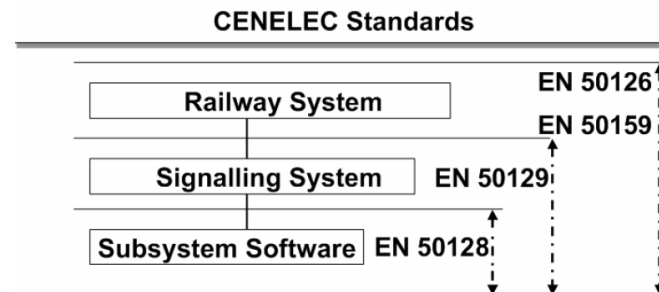 CENELEC Standards
EN 50126
Railway System
EN 50159
Signalling System
EN 50129
Subsystem Software
EN 50128